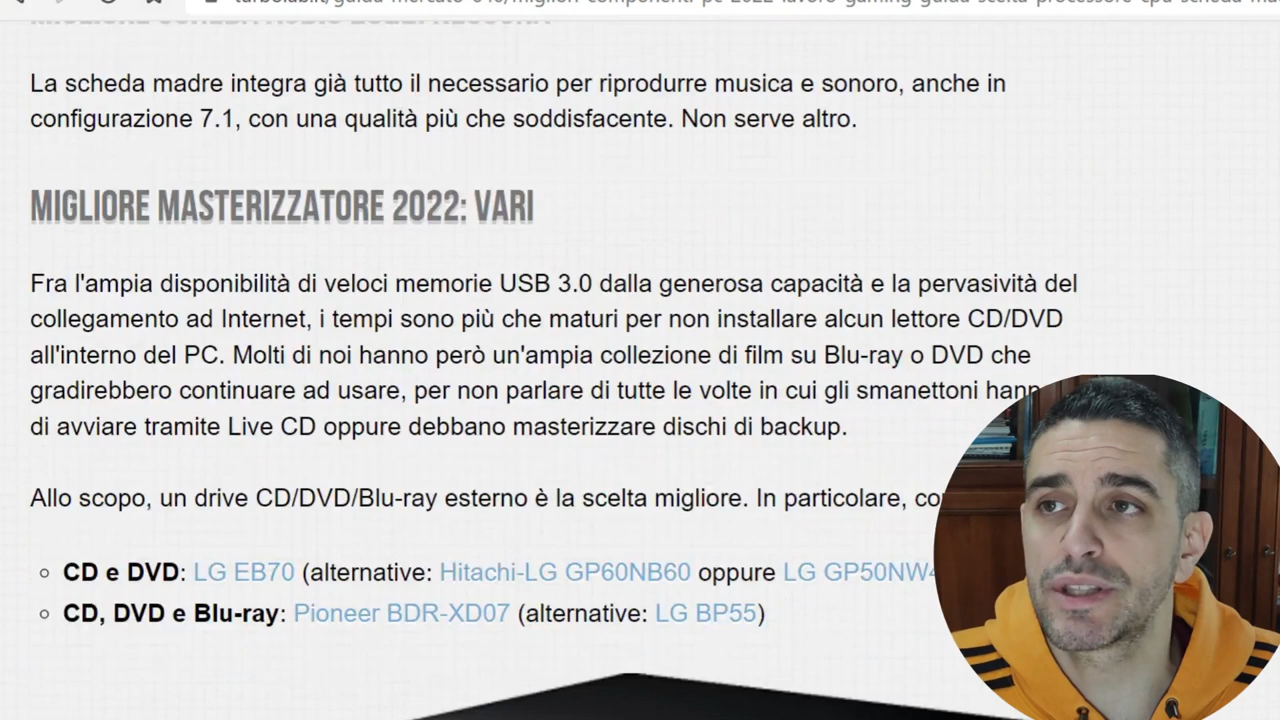 La scheda madre integra già tutto il necessario per riprodurre musica e sonoro, anche in
configurazione 7.1, con una qualità più che soddisfacente. Non serve altro.
MIGLIORE MASTERIZZATORE 2022: VARI
Fra l'ampia disponibilità di veloci memorie USB 3.0 dalla generosa capacità e la pervasività del
collegamento ad Internet, i tempi sono più che maturi per non installare alcun lettore CD/DVD
all'interno del PC. Molti di noi hanno però un'ampia collezione di film su Blu-ray o DVD che
gradirebbero continuare ad usare, per non parlare di tutte le volte in cui gli smanettoni
di avviare tramite Live CD oppure debbano masterizzare dischi di backup.
Allo scopo, un drive CD/DVD/Blu-ray esterno è la scelta migliore. In particolare,
CD e DVD: LG EB70 (alternative: Hitachi-LG GP60NB60 oppure LG
CD, DVD e Blu-ray: Pioneer BDR-XD07 (alternative: LG BP55)